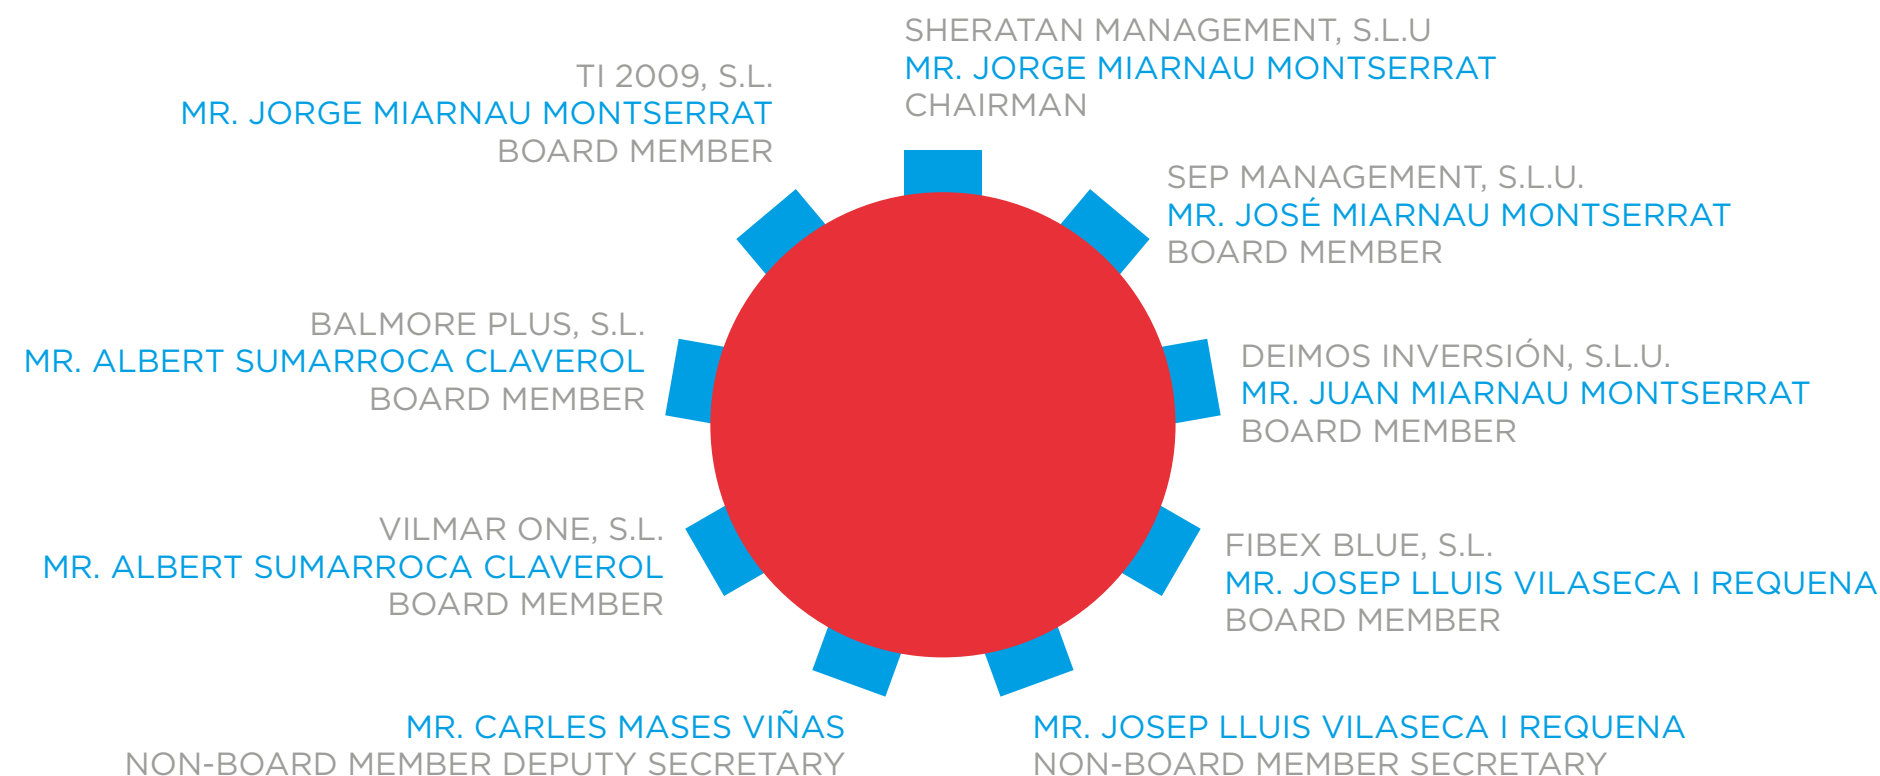 SHERATAN MANAGEMENT, S.L.U
MR. JORGE MIARNAU MONTSERRAT
CHAIRMAN
TI 2009, S.L.
MR. JORGE MIARNAU MONTSERRAT
BOARD MEMBER
SEP MANAGEMENT, S.L.U.
MR. JOSÉ MIARNAU MONTSERRAT
BOARD MEMBER
BALMORE PLUS, S.L.
MR. ALBERT SUMARROCA CLAVEROL
BOARD MEMBER
DEIMOS INVERSIÓN, S.L.U.
MR. JUAN MIARNAU MONTSERRAT
BOARD MEMBER
VILMAR ONE, S.L.
MR. ALBERT SUMARROCA CLAVEROL
BOARD MEMBER
FIBEX BLUE, S.L.
MR. JOSEP LLUIS VILASECA I REQUENA
BOARD MEMBER
MR. CARLES MASES VIÑAS
NON-BOARD MEMBER DEPUTY SECRETARY
MR. JOSEP LLUIS VILASECA I REQUENA
NON-BOARD MEMBER SECRETARY